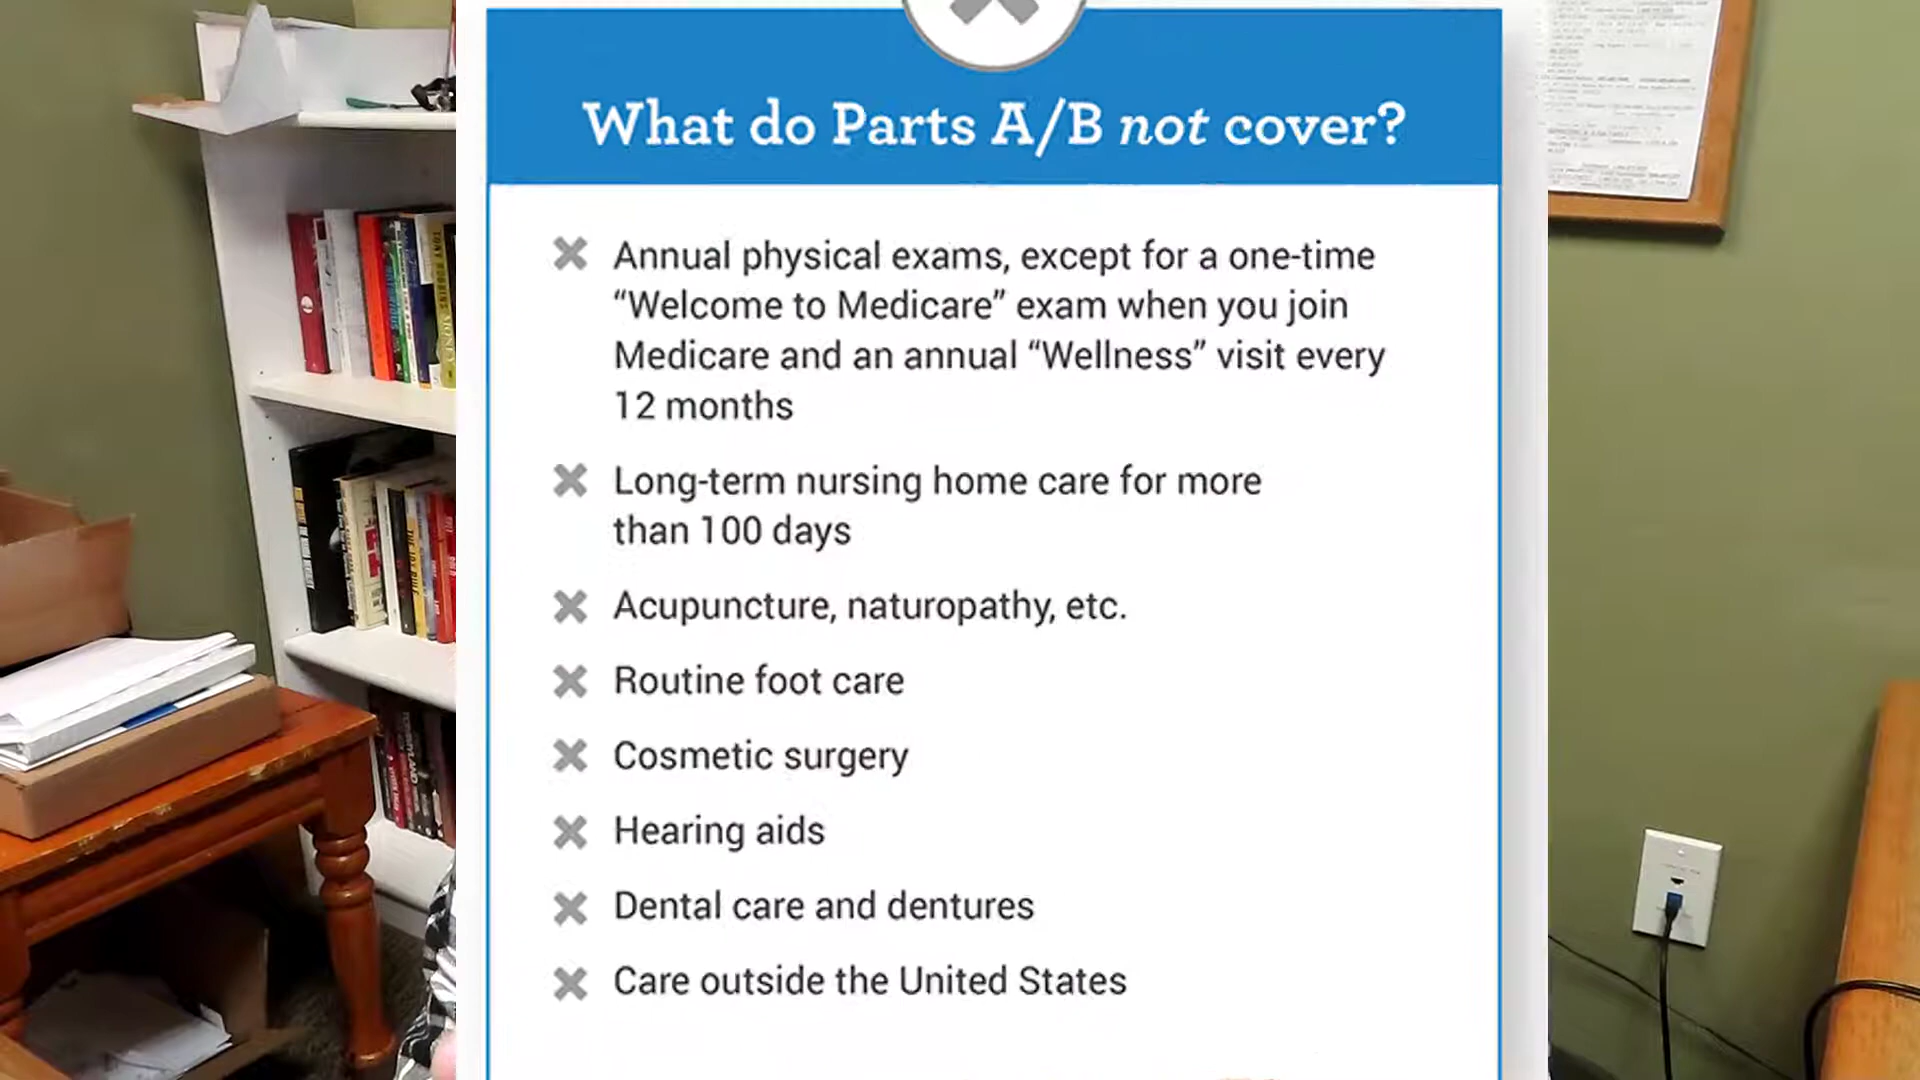 What do Parts A/B not cover?
Annual physical exams, except for a one-time
“Welcome to Medicare” exam when you join
Medicare and an annual “Wellness” visit every
12 months
Long-term nursing home care for more
than 100 days
Acupuncture, naturopathy, etc.
Routine foot care
Cosmetic surgery
Hearing aids
Dental care and dentures
Care outside the United States